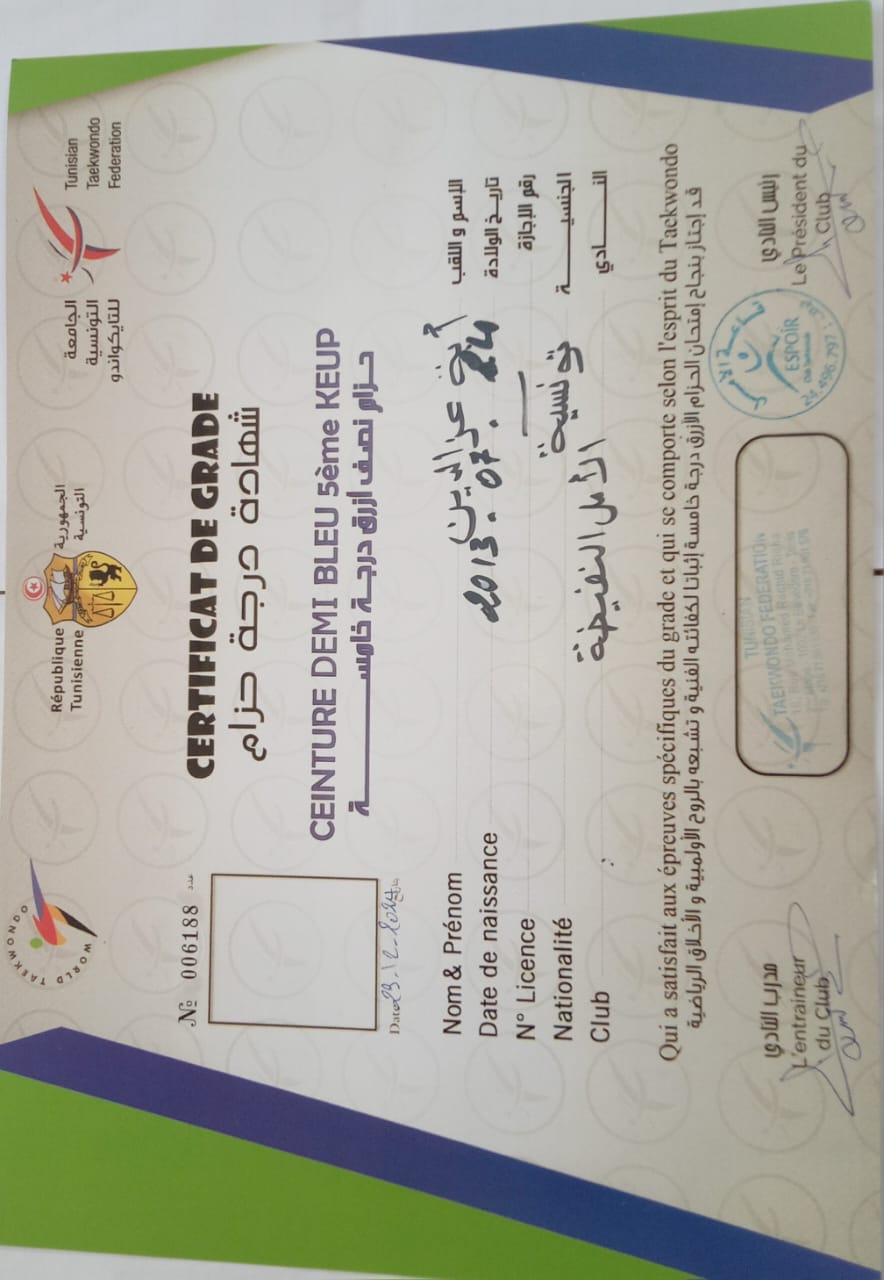 WORLD TAEKWONDO
République
Tunisienne
الجمهورية
التونسية
الجامعة
التونسية
للتايكواندو
Tunisian
Taekwondo
Federation
№ 006188 عدد
CERTIFICAT DE GRADE
شهادة درجة حزام
CEINTURE DEMI BLEU 5ème KEUP
حزام نصف أزرق درجة خامسة
Date 23-12-2024
Nom& Prénom عز الدين الإسم و اللقب
Date de naissance 2013.07.24 تاريخ الولادة
N° Licence — رقم الإجازة
Nationalité تونسية الجنسية
Club الأمل النفيضة النادي
Qui a satisfait aux épreuves spécifiques du grade et qui se comporte selon l'esprit du Taekwondo
قد إجتاز بنجاح إمتحان الحزام الأزرق درجة خامسة إثباتا لكفائته الفنية و تشبعه بالروح الأولمبية و الأخلاق الرياضية
مدرب النادي
L'entraineur
du Club
TUNISIAN
TAEKWONDO FEDERATION
ESPOIR
رئيس النادي
Le Président du
Club